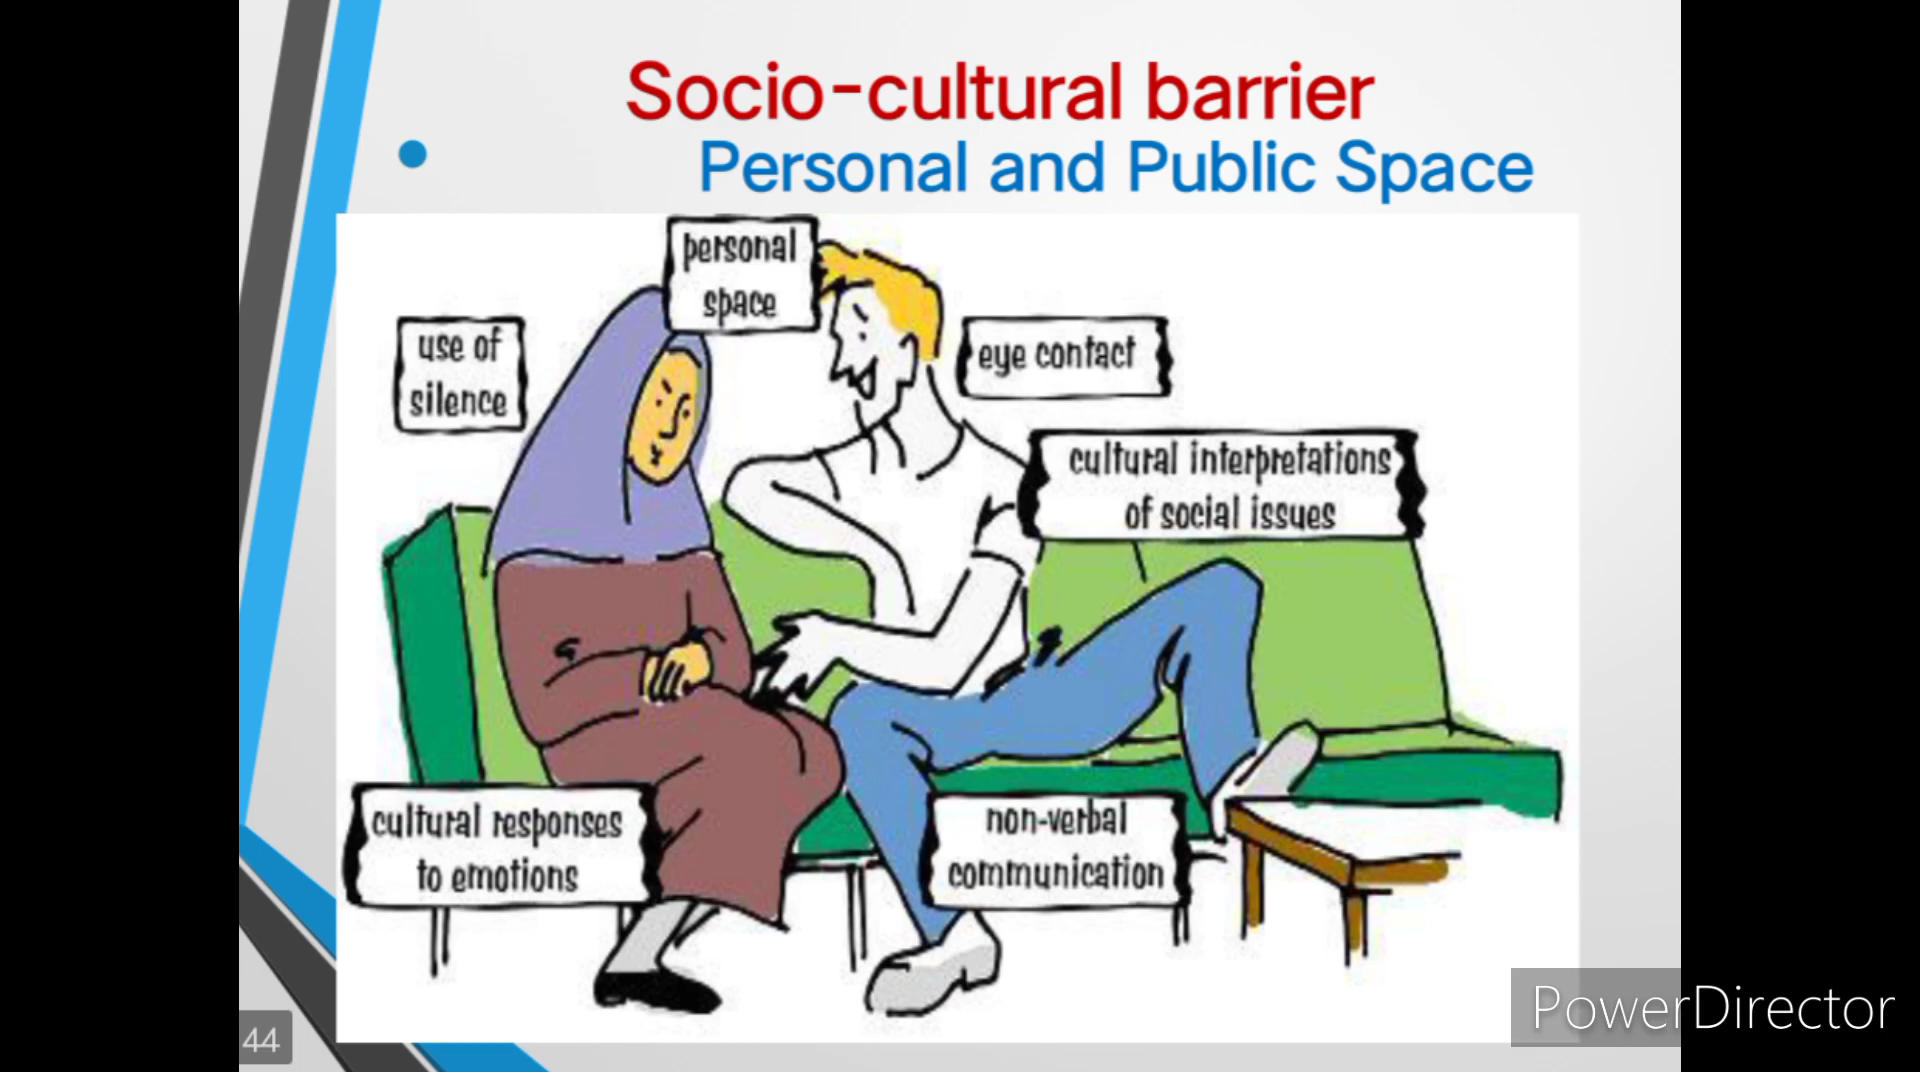 Socio-cultural barrier
• Personal and Public Space
personal
space
use of
silence
eye contact
cultural interpretations
of social issues
cultural responses
to emotions
non-verbal
communication
44
PowerDirector